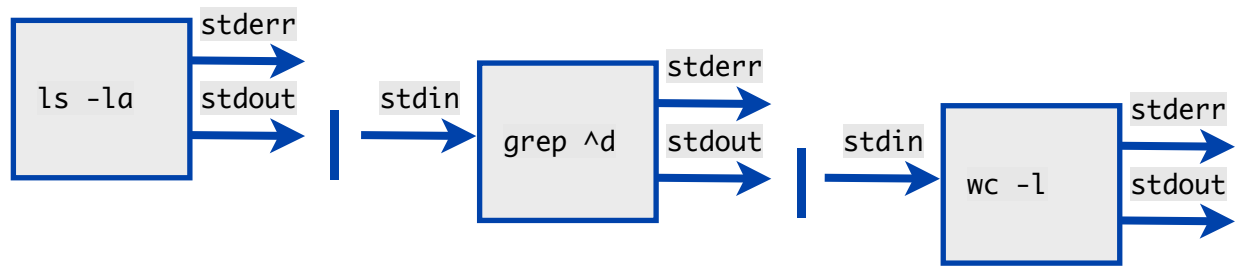 stderr
ls -la
stdout
|
stdin
stderr
grep ^d
stdout
|
stdin
stderr
wc -l
stdout